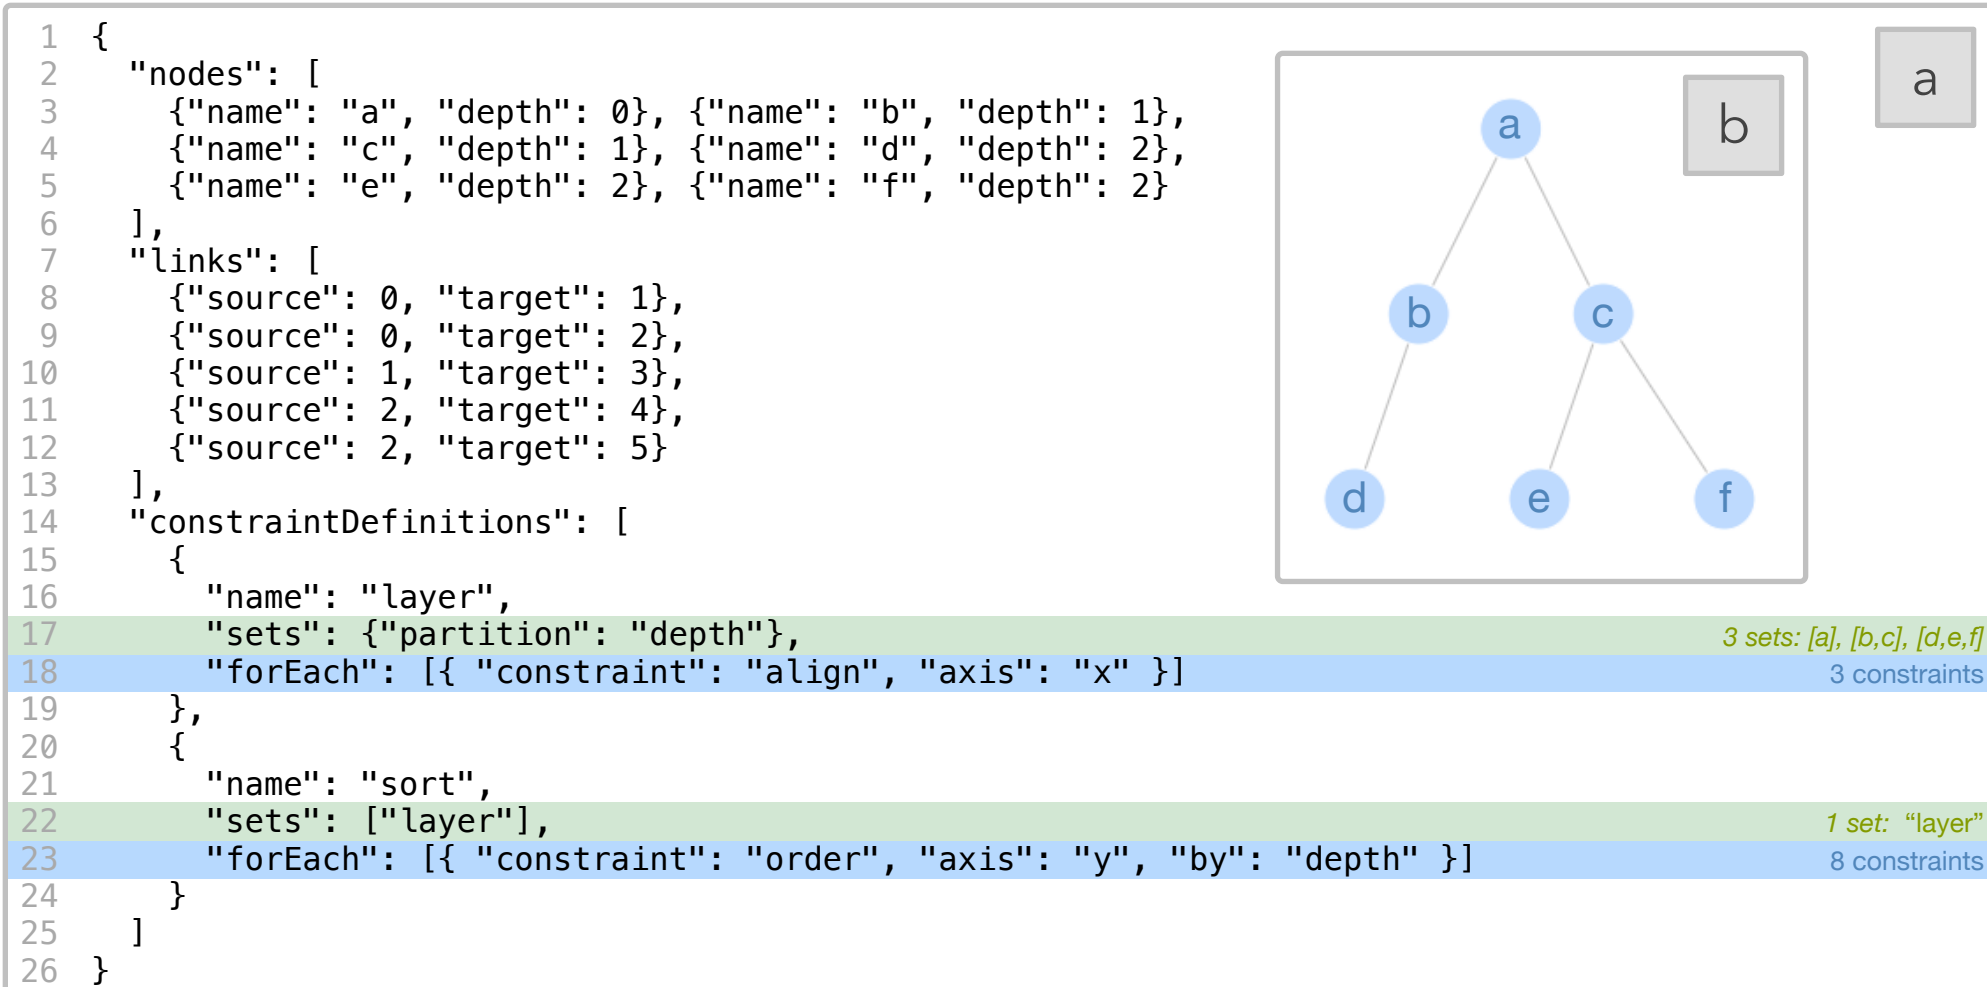 1 {
2 "nodes": [
3 {"name": "a", "depth": 0}, {"name": "b", "depth": 1},
4 {"name": "c", "depth": 1}, {"name": "d", "depth": 2},
5 {"name": "e", "depth": 2}, {"name": "f", "depth": 2}
6 ],
7 "links": [
8 {"source": 0, "target": 1},
9 {"source": 0, "target": 2},
10 {"source": 1, "target": 3},
11 {"source": 2, "target": 4},
12 {"source": 2, "target": 5}
13 ],
14 "constraintDefinitions": [
15 {
16 "name": "layer",
17 "sets": {"partition": "depth"}, 3 sets: [a], [b,c], [d,e,f]
18 "forEach": [{ "constraint": "align", "axis": "x" }] 3 constraints
19 },
20 {
21 "name": "sort",
22 "sets": ["layer"], 1 set: “layer”
23 "forEach": [{ "constraint": "order", "axis": "y", "by": "depth" }] 8 constraints
24 }
25 ]
26 }
a
b
a
b c
d e f